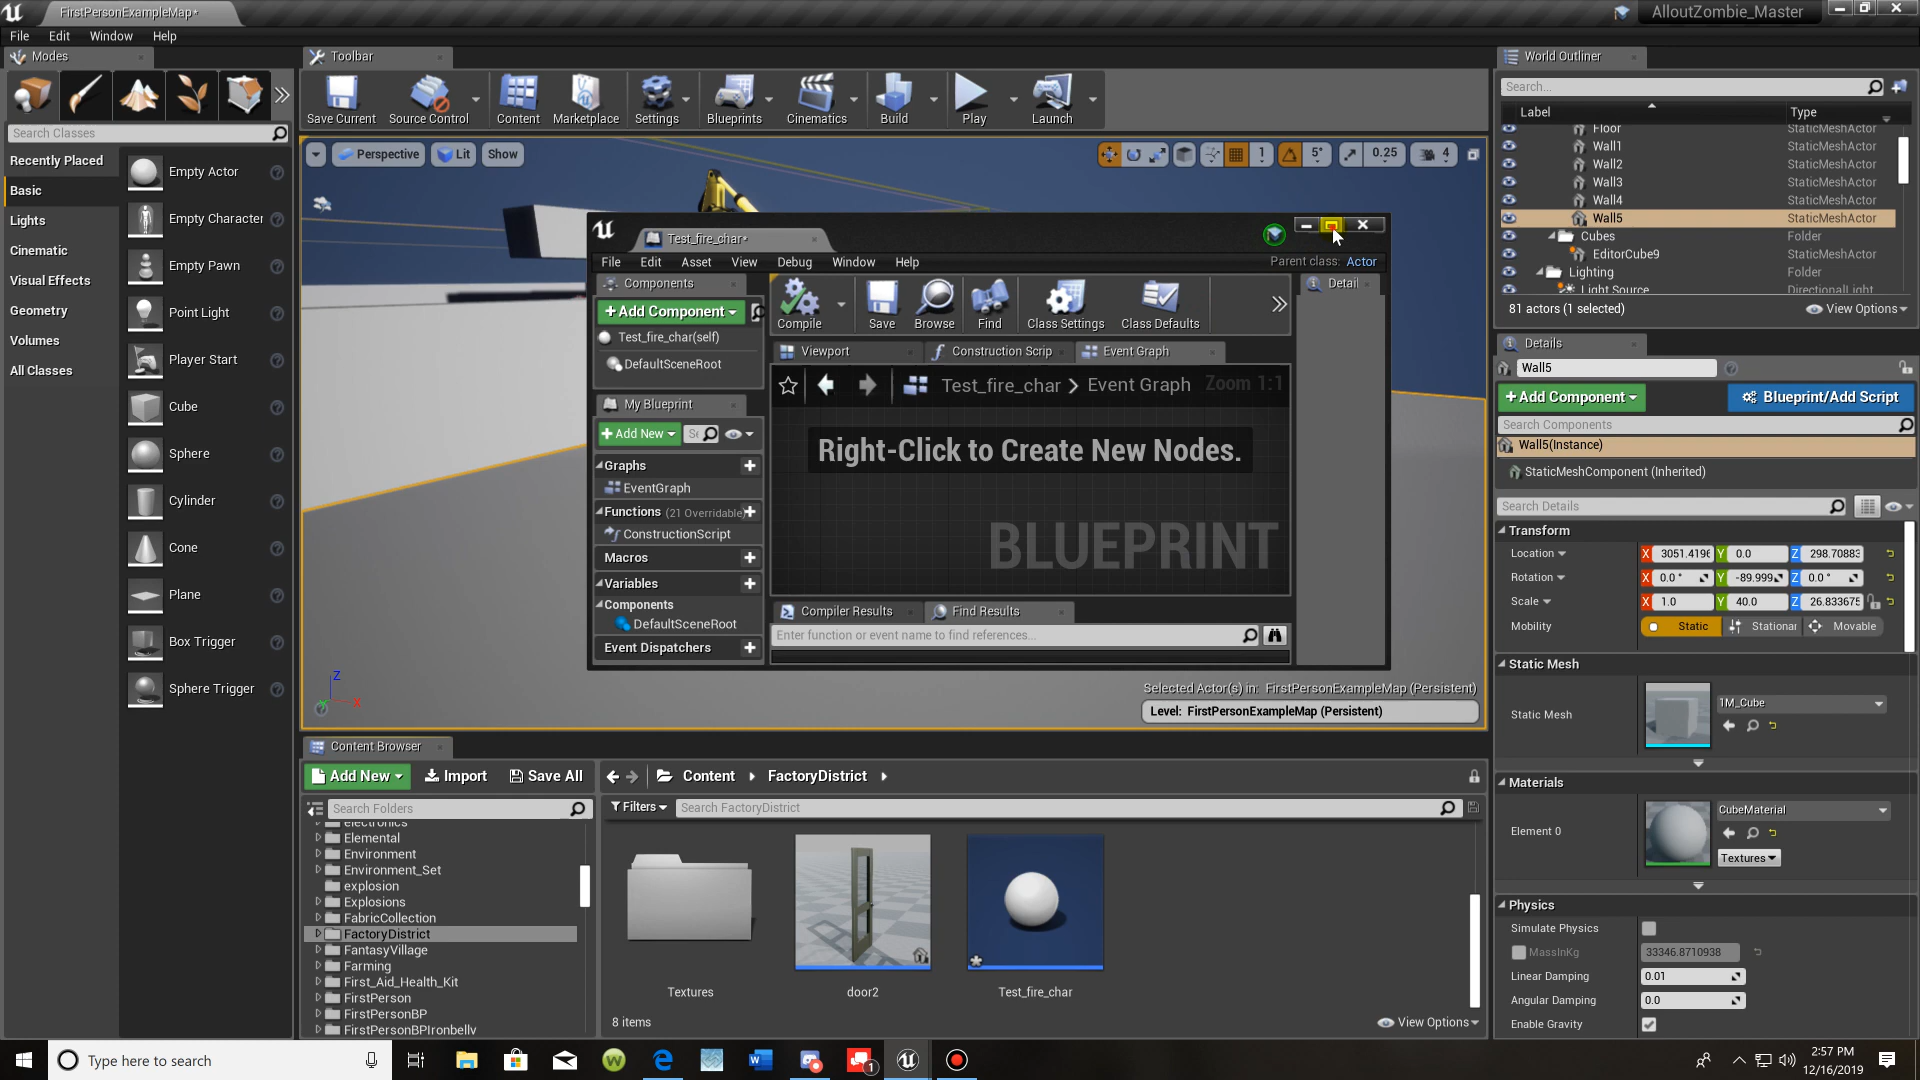 FirstPersonExampleMap*
AlloutZombie_Master
File Edit Window Help
Modes
Search Classes
Recently Placed
Basic
Lights
Cinematic
Visual Effects
Geometry
Volumes
All Classes
Empty Actor
Empty Character
Empty Pawn
Point Light
Player Start
Cube
Sphere
Cylinder
Cone
Plane
Box Trigger
Sphere Trigger
Toolbar
Save Current Source Control Content Marketplace Settings Blueprints Cinematics Build Play Launch
Perspective Lit Show
1 5° 0.25 4
Test_fire_char*
File Edit Asset View Debug Window Help
Parent class: Actor
Components
+Add Component
Test_fire_char(self)
DefaultSceneRoot
My Blueprint
+Add New Se
Graphs
EventGraph
Functions (21 Overridable)
ConstructionScript
Macros
Variables
Components
DefaultSceneRoot
Event Dispatchers
Compile Save Browse Find Class Settings Class Defaults
Viewport Construction Scrip Event Graph
Test_fire_char > Event Graph Zoom 1:1
Right-Click to Create New Nodes.
BLUEPRINT
Compiler Results Find Results
Enter function or event name to find references...
Detail
Z
X
Selected Actor(s) in: FirstPersonExampleMap (Persistent)
Level: FirstPersonExampleMap (Persistent)
Content Browser
Add New Import Save All Content FactoryDistrict
Search Folders
Filters Search FactoryDistrict
electronics
Elemental
Environment
Environment_Set
explosion
Explosions
FabricCollection
FactoryDistrict
FantasyVillage
Farming
First_Aid_Health_Kit
FirstPerson
FirstPersonBP
FirstPersonBPIronbelly
Textures door2 Test_fire_char
8 items View Options
World Outliner
Search...
Label Type
Floor StaticMeshActor
Wall1 StaticMeshActor
Wall2 StaticMeshActor
Wall3 StaticMeshActor
Wall4 StaticMeshActor
Wall5 StaticMeshActor
Cubes Folder
EditorCube9 StaticMeshActor
Lighting Folder
Light Source DirectionalLight
81 actors (1 selected) View Options
Details
Wall5
+Add Component Blueprint/Add Script
Search Components
Wall5(Instance)
StaticMeshComponent (Inherited)
Search Details
Transform
Location X 3051.4196 Y 0.0 Z 298.70883
Rotation X 0.0 ° Y -89.999 Z 0.0 °
Scale X 1.0 Y 40.0 Z 26.833675
Mobility Static Stationar Movable
Static Mesh
Static Mesh 1M_Cube
Materials
Element 0 CubeMaterial
Textures
Physics
Simulate Physics
MassInKg 33346.8710938
Linear Damping 0.01
Angular Damping 0.0
Enable Gravity
Type here to search
1
2:57 PM
12/16/2019